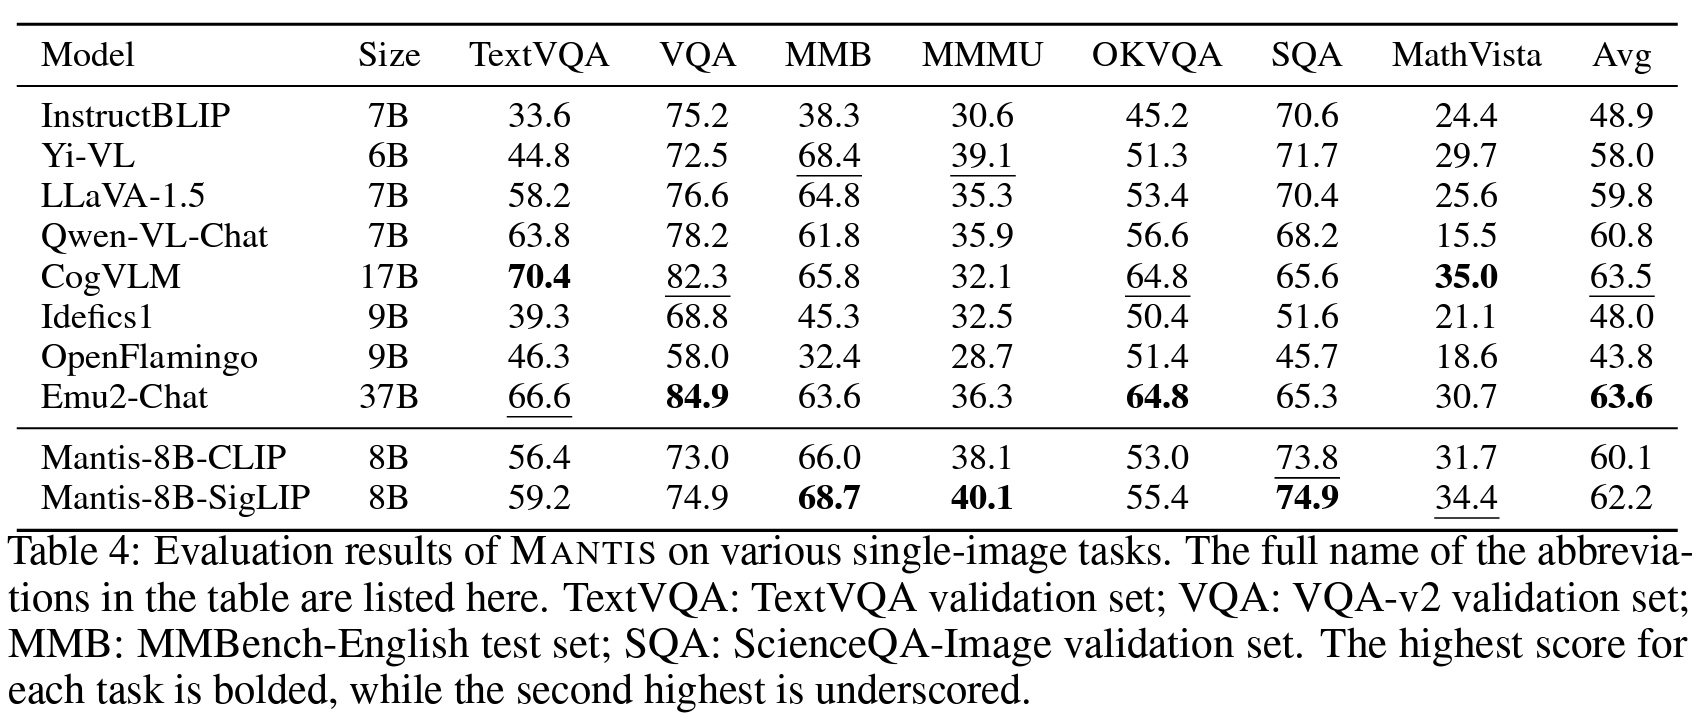 Model Size TextVQA VQA MMB MMMU OKVQA SQA MathVista Avg
InstructBLIP 7B 33.6 75.2 38.3 30.6 45.2 70.6 24.4 48.9
Yi-VL 6B 44.8 72.5 68.4 39.1 51.3 71.7 29.7 58.0
LLaVA-1.5 7B 58.2 76.6 64.8 35.3 53.4 70.4 25.6 59.8
Qwen-VL-Chat 7B 63.8 78.2 61.8 35.9 56.6 68.2 15.5 60.8
CogVLM 17B 70.4 82.3 65.8 32.1 64.8 65.6 35.0 63.5
Idefics1 9B 39.3 68.8 45.3 32.5 50.4 51.6 21.1 48.0
OpenFlamingo 9B 46.3 58.0 32.4 28.7 51.4 45.7 18.6 43.8
Emu2-Chat 37B 66.6 84.9 63.6 36.3 64.8 65.3 30.7 63.6
Mantis-8B-CLIP 8B 56.4 73.0 66.0 38.1 53.0 73.8 31.7 60.1
Mantis-8B-SigLIP 8B 59.2 74.9 68.7 40.1 55.4 74.9 34.4 62.2
Table 4: Evaluation results of MANTIS on various single-image tasks. The full name of the abbrevia-
tions in the table are listed here. TextVQA: TextVQA validation set; VQA: VQA-v2 validation set;
MMB: MMBench-English test set; SQA: ScienceQA-Image validation set. The highest score for
each task is bolded, while the second highest is underscored.